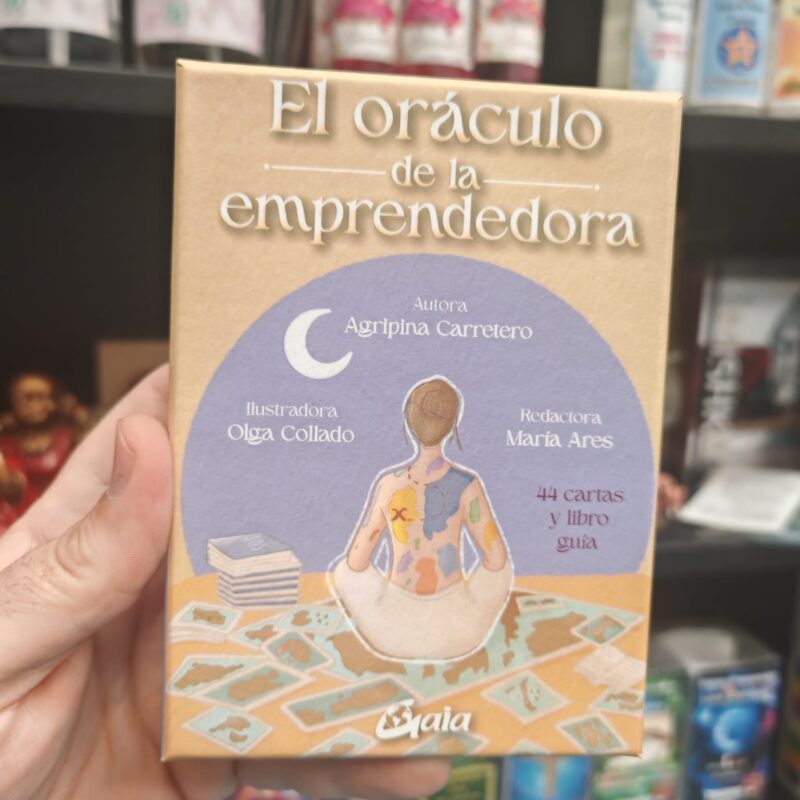 El oráculo
de la
emprendedora
Autora
Agripina Carretero
Ilustradora
Olga Collado
Redactora
María Ares
44 cartas
y libro
guía
Gaia